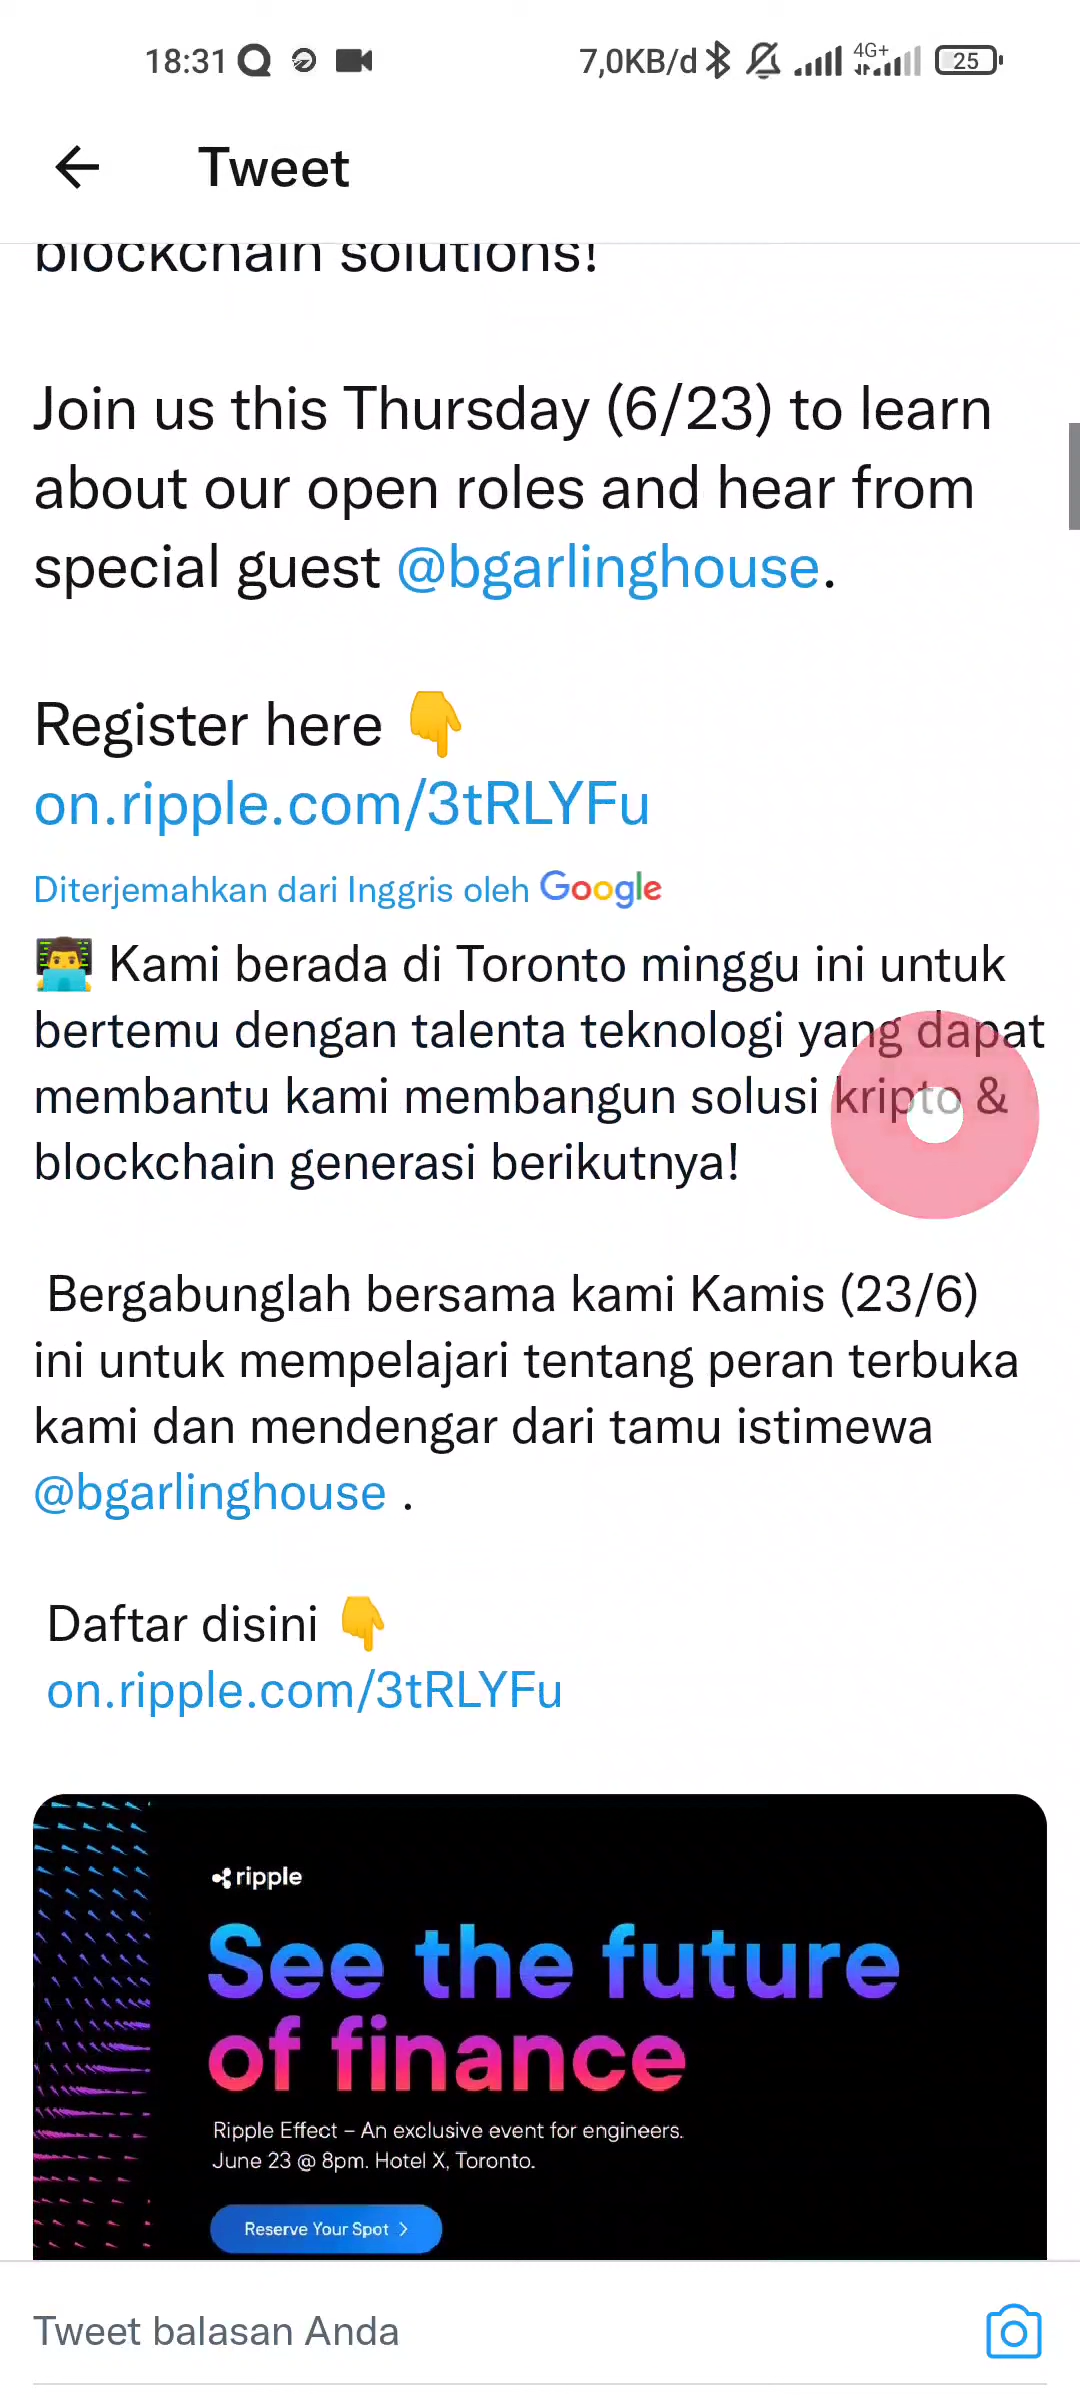 18:31 7,0KB/d 4G+ 25
Tweet
blockchain solutions!
Join us this Thursday (6/23) to learn
about our open roles and hear from
special guest @bgarlinghouse.
Register here 👇
on.ripple.com/3tRLYFu
Diterjemahkan dari Inggris oleh Google
👨‍💻 Kami berada di Toronto minggu ini untuk
bertemu dengan talenta teknologi yang dapat
membantu kami membangun solusi kripto &
blockchain generasi berikutnya!
Bergabunglah bersama kami Kamis (23/6)
ini untuk mempelajari tentang peran terbuka
kami dan mendengar dari tamu istimewa
@bgarlinghouse .
Daftar disini 👇
on.ripple.com/3tRLYFu
ripple
See the future
of finance
Ripple Effect – An exclusive event for engineers.
June 23 @ 8pm. Hotel X, Toronto.
Reserve Your Spot >
Tweet balasan Anda